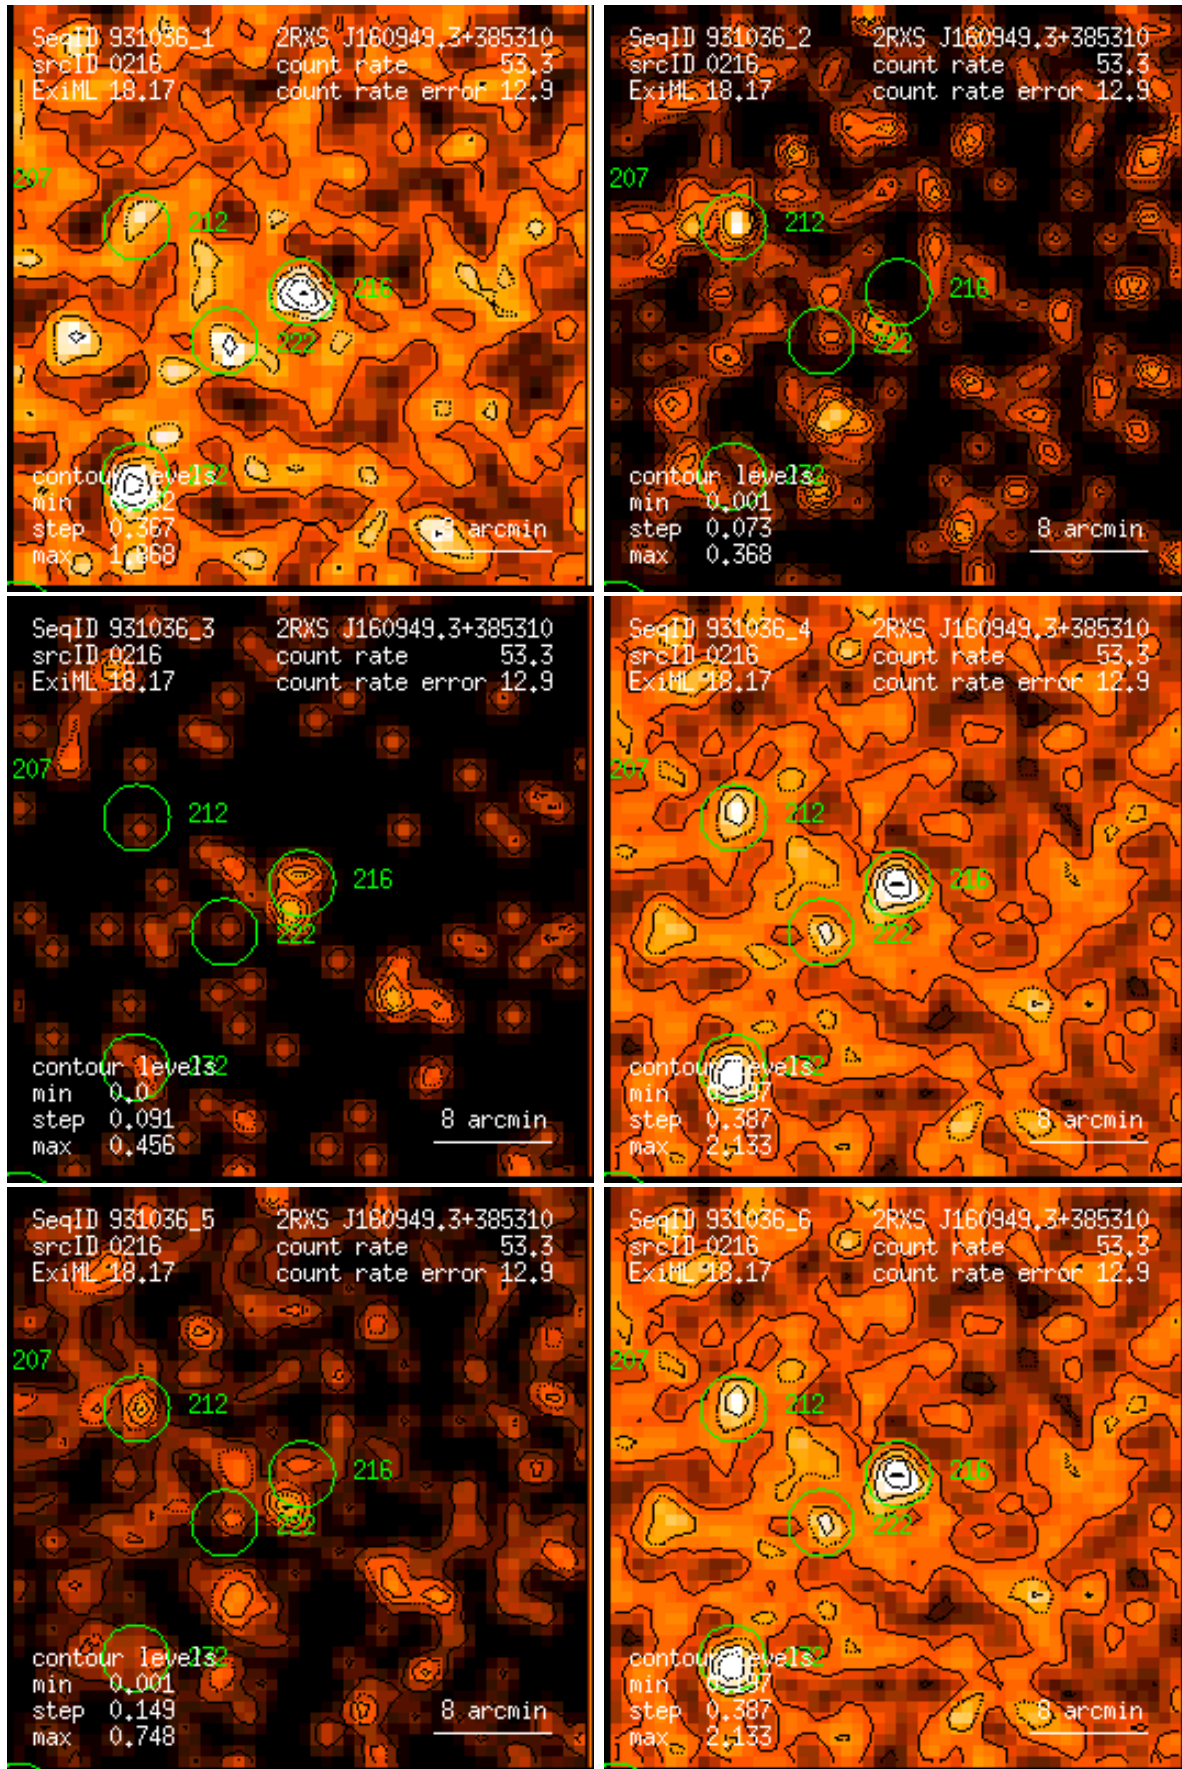 SeqID 931036_1 2RXS J160949.3+385310
srcID 0216 count rate 53.3
ExiML 18.17 count rate error 12.9
207
212
216
222
contour levels
min
step 0.367 8 arcmin
max 1.868
SeqID 931036_2 2RXS J160949.3+385310
srcID 0216 count rate 53.3
ExiML 18.17 count rate error 12.9
207
212
216
222
contour levels 232
min 0.001
step 0.073 8 arcmin
max 0.368
SeqID 931036_3 2RXS J160949.3+385310
srcID 0216 count rate 53.3
ExiML 18.17 count rate error 12.9
207
212
216
222
contour levels 232
min 0.0
step 0.091 8 arcmin
max 0.456
SeqID 931036_4 2RXS J160949.3+385310
srcID 0216 count rate 53.3
ExiML 18.17 count rate error 12.9
207
212
216
222
contour levels 232
min
step 0.387 8 arcmin
max 2.133
SeqID 931036_5 2RXS J160949.3+385310
srcID 0216 count rate 53.3
ExiML 18.17 count rate error 12.9
207
212
216
222
contour levels 232
min 0.001
step 0.149 8 arcmin
max 0.748
SeqID 931036_6 2RXS J160949.3+385310
srcID 0216 count rate 53.3
ExiML 18.17 count rate error 12.9
207
212
216
222
contour levels 232
min
step 0.387 8 arcmin
max 2.133